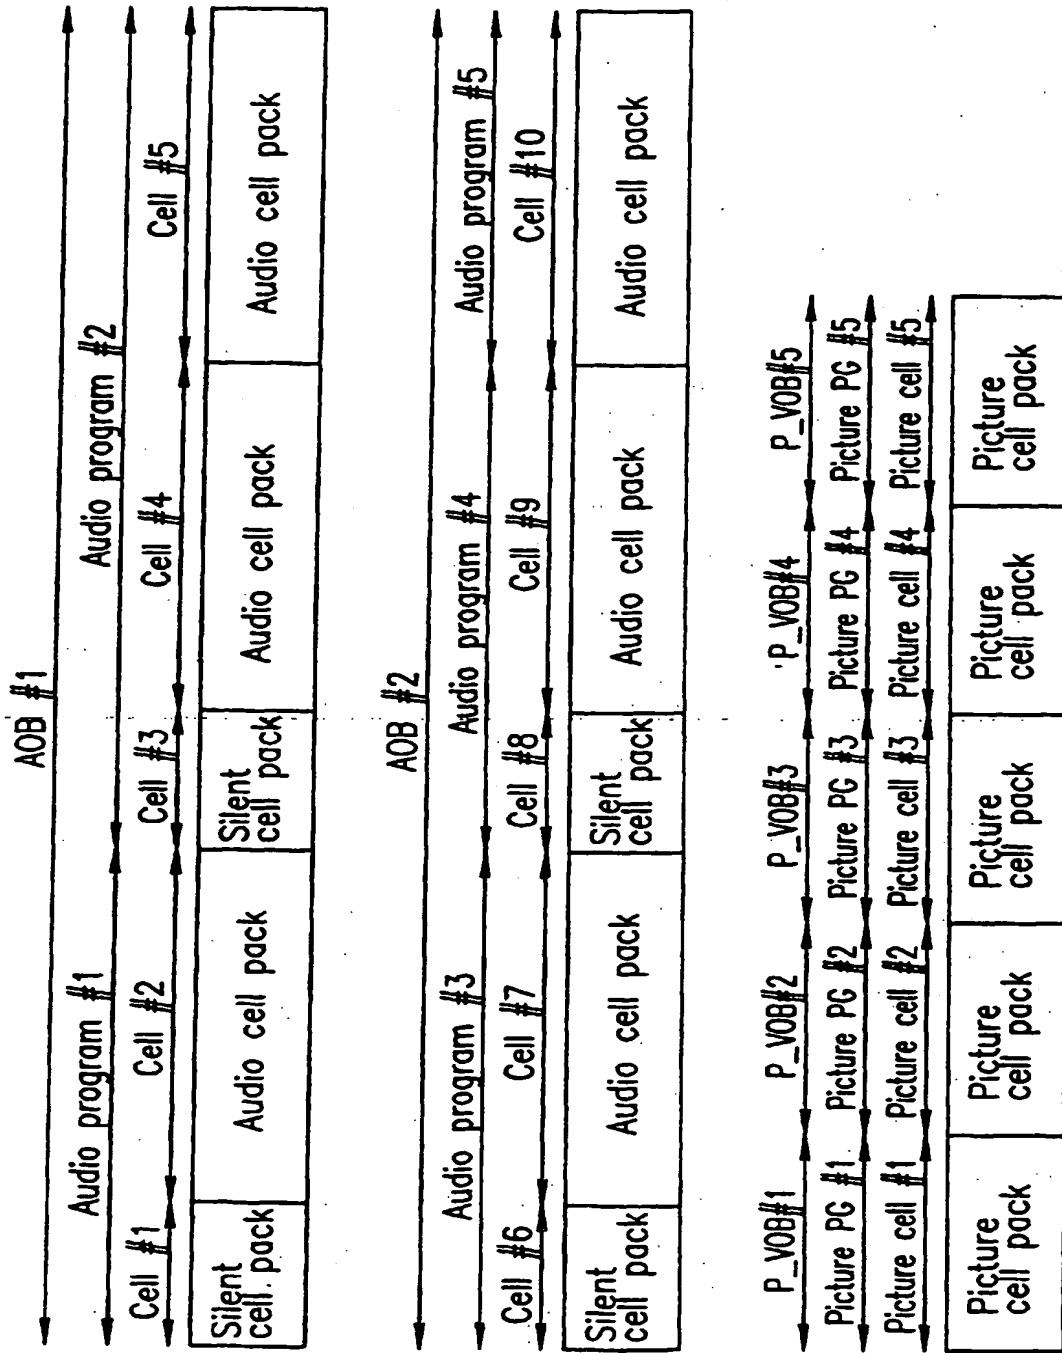 AOB #1
Audio program #1
Audio program #2
Cell #1
Cell #2
Cell #3
Cell #4
Cell #5
Silent
cell pack
Audio cell pack
Silent
cell pack
Audio cell pack
Audio cell pack
AOB #2
Audio program #3
Audio program #4
Audio program #5
Cell #6
Cell #7
Cell #8
Cell #9
Cell #10
Silent
cell pack
Audio cell pack
Silent
cell pack
Audio cell pack
Audio cell pack
P_VOB#1
P_VOB#2
P_VOB#3
P_VOB#4
P_VOB#5
Picture PG #1
Picture PG #2
Picture PG #3
Picture PG #4
Picture PG #5
Picture cell #1
Picture cell #2
Picture cell #3
Picture cell #4
Picture cell #5
Picture
cell pack
Picture
cell pack
Picture
cell pack
Picture
cell pack
Picture
cell pack